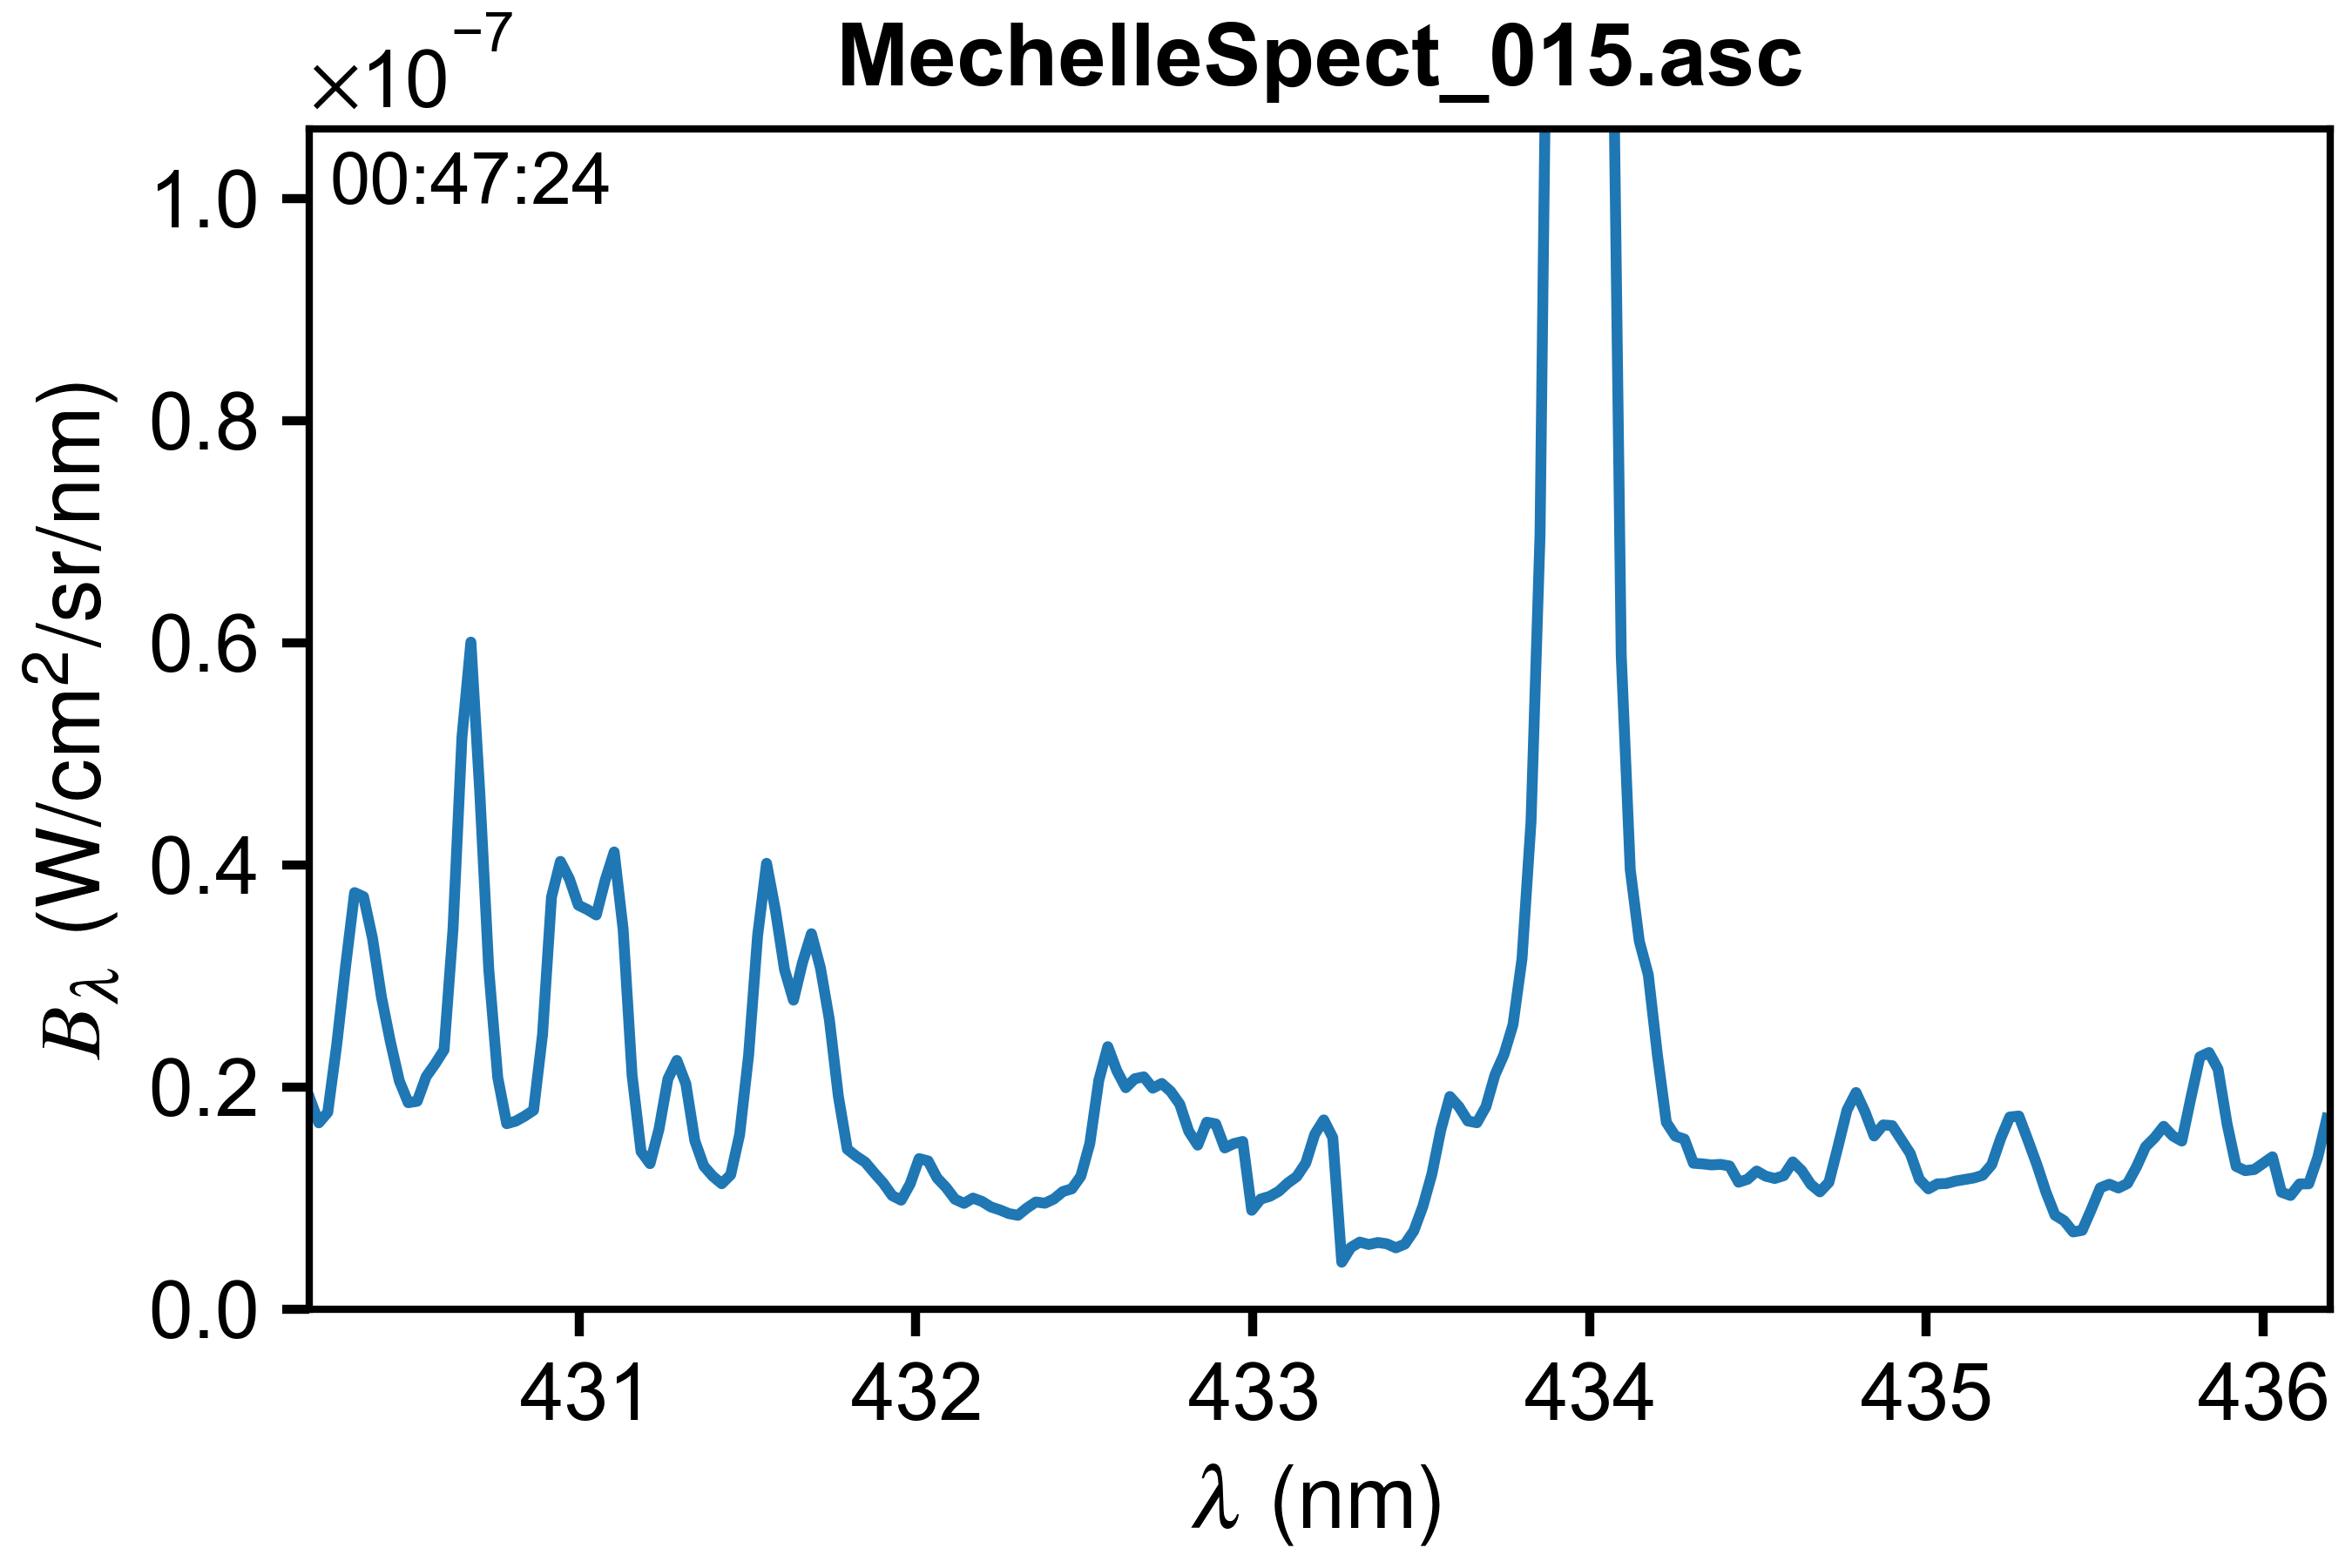 ×10⁻⁷
MechelleSpect_015.asc
00:47:24
1.0
0.8
0.6
0.4
0.2
0.0
B_λ (W/cm²/sr/nm)
431 432 433 434 435 436
λ (nm)